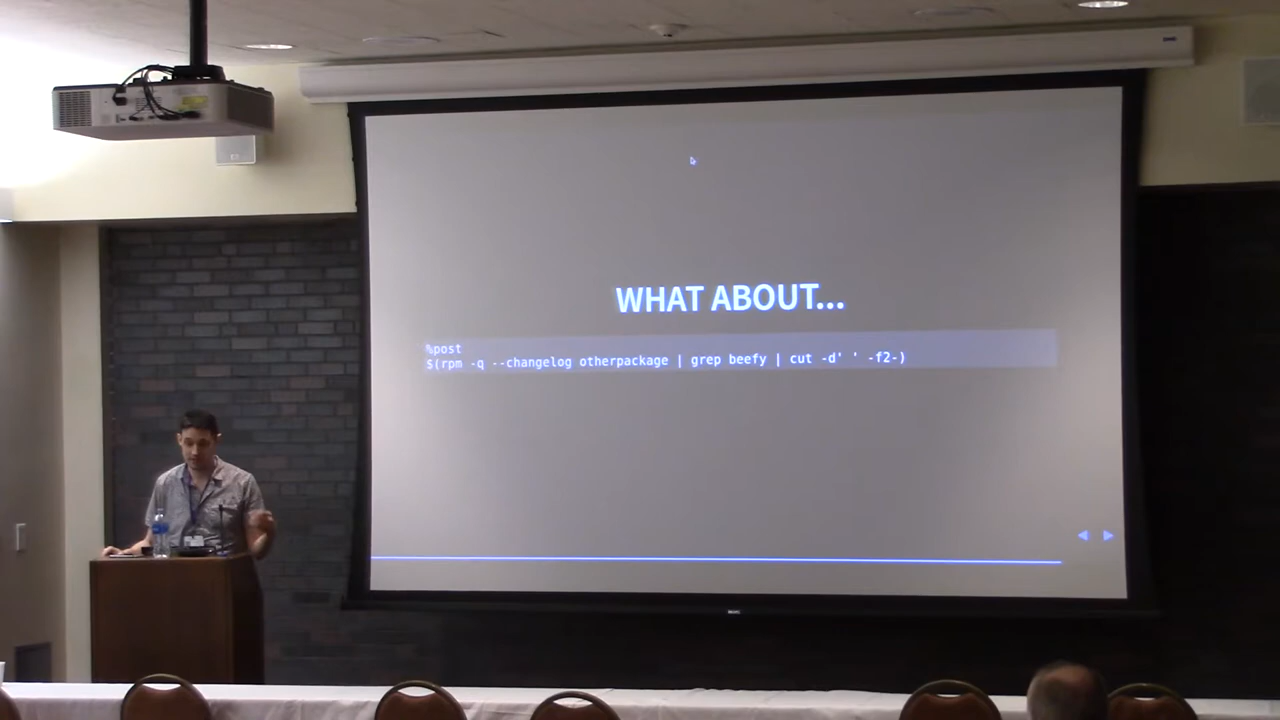 WHAT ABOUT...
%post
$(rpm -q --changelog otherpackage | grep beefy | cut -d' ' -f2-)